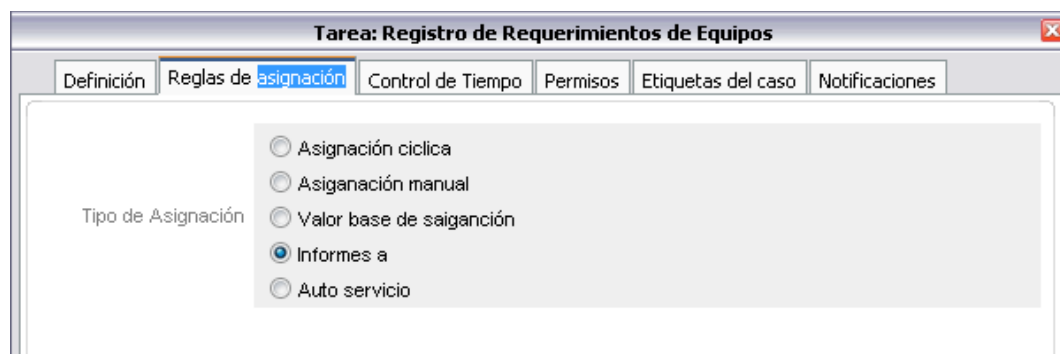 Tarea: Registro de Requerimientos de Equipos
Definición Reglas de asignación Control de Tiempo Permisos Etiquetas del caso Notificaciones
Asignación ciclica
Asiganación manual
Tipo de Asignación Valor base de saigánción
Informes a
Auto servicio